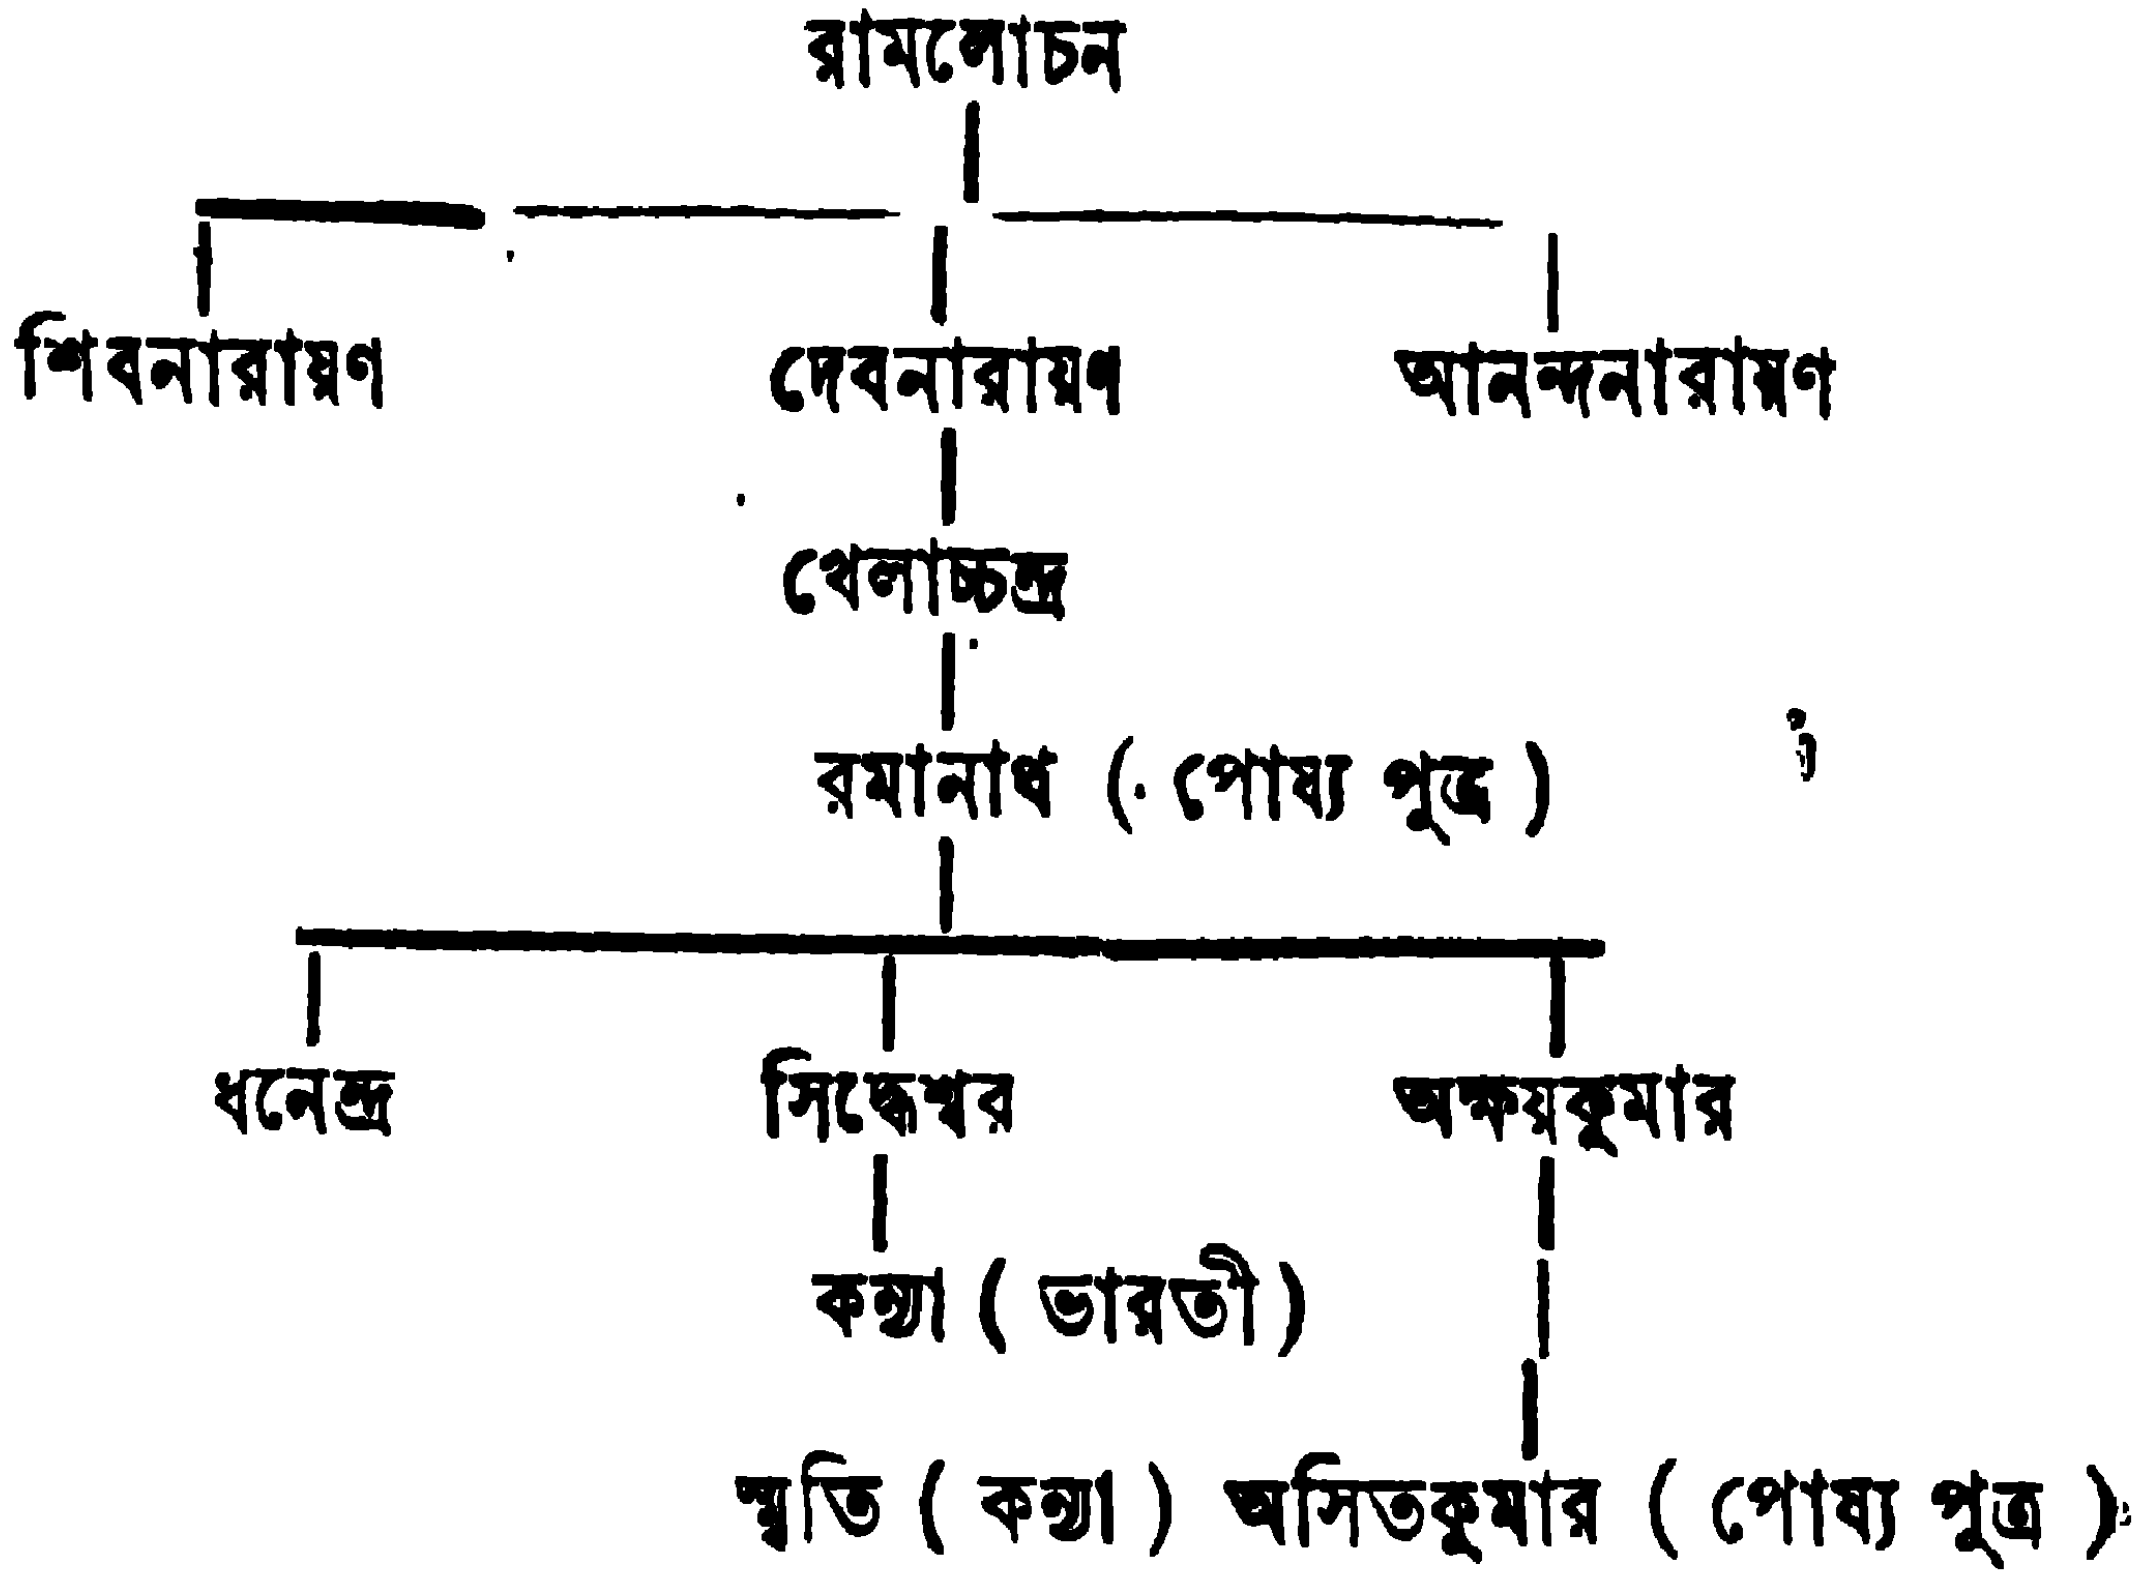 রামলোচন
শিবনারায়ণ দেবনারায়ণ আনন্দনারায়ণ
খেলাচ্চন্দ্র
রমানাথ ( পোষ্য পুত্র )
ধনেন্দ্র সিদ্ধেশ্বর অক্ষয়কুমার
কন্যা ( ভারতী )
স্মৃতি ( কন্যা ) অসিতকুমার ( পোষ্য পুত্র )